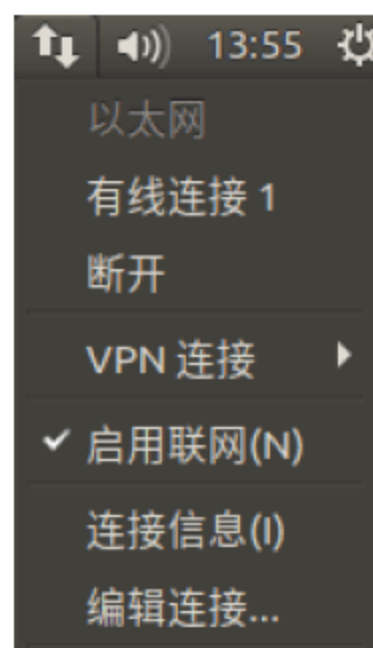 13:55
以太网
有线连接 1
断开
VPN 连接
启用联网(N)
连接信息(I)
编辑连接...